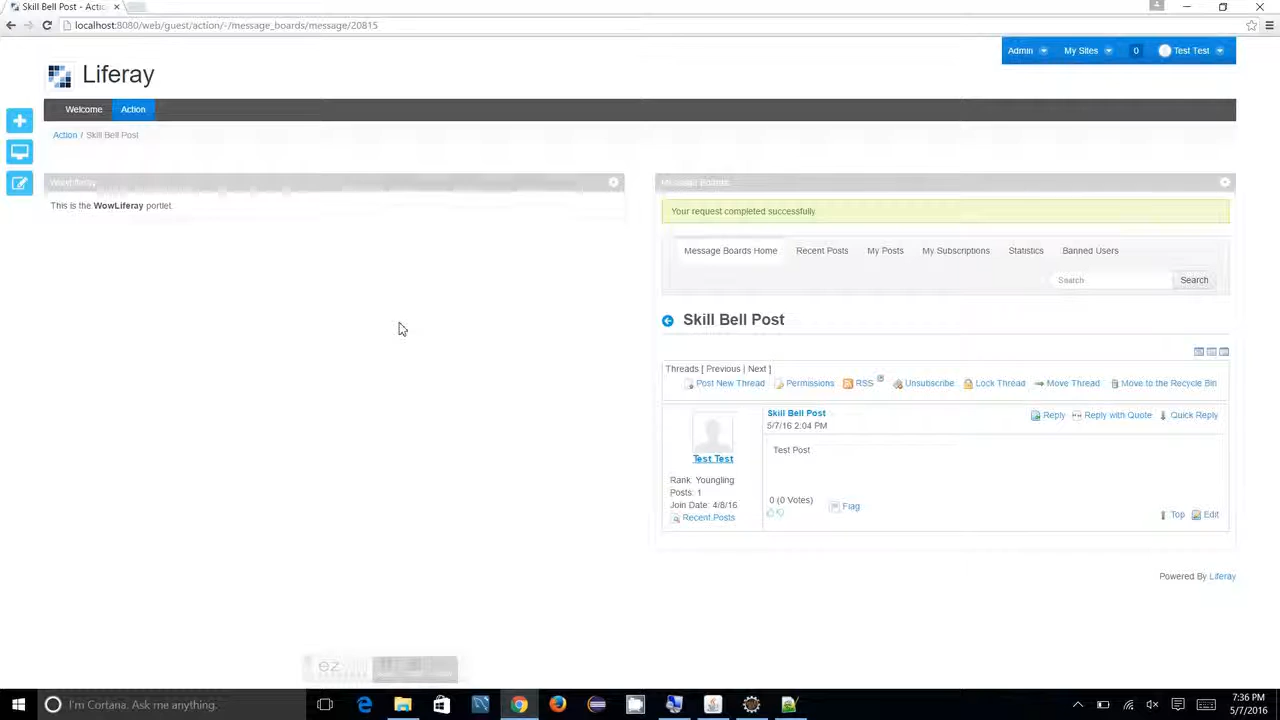 Skill Bell Post - Actio
localhost:8080/web/guest/action/-/message_boards/message/20815
Admin My Sites 0 Test Test
Liferay
Welcome Action
Action / Skill Bell Post
WowLiferay
This is the WowLiferay portlet.
Message Boards
Your request completed successfully.
Message Boards Home Recent Posts My Posts My Subscriptions Statistics Banned Users
Search Search
Skill Bell Post
Threads [ Previous | Next ]
Post New Thread Permissions RSS Unsubscribe Lock Thread Move Thread Move to the Recycle Bin
Skill Bell Post Reply Reply with Quote Quick Reply
5/7/16 2:04 PM
Test Test
Test Post
Rank: Youngling
Posts: 1
Join Date: 4/8/16
Recent Posts
0 (0 Votes) Flag
Top Edit
Powered By Liferay
ez
I'm Cortana. Ask me anything.
7:36 PM
5/7/2016